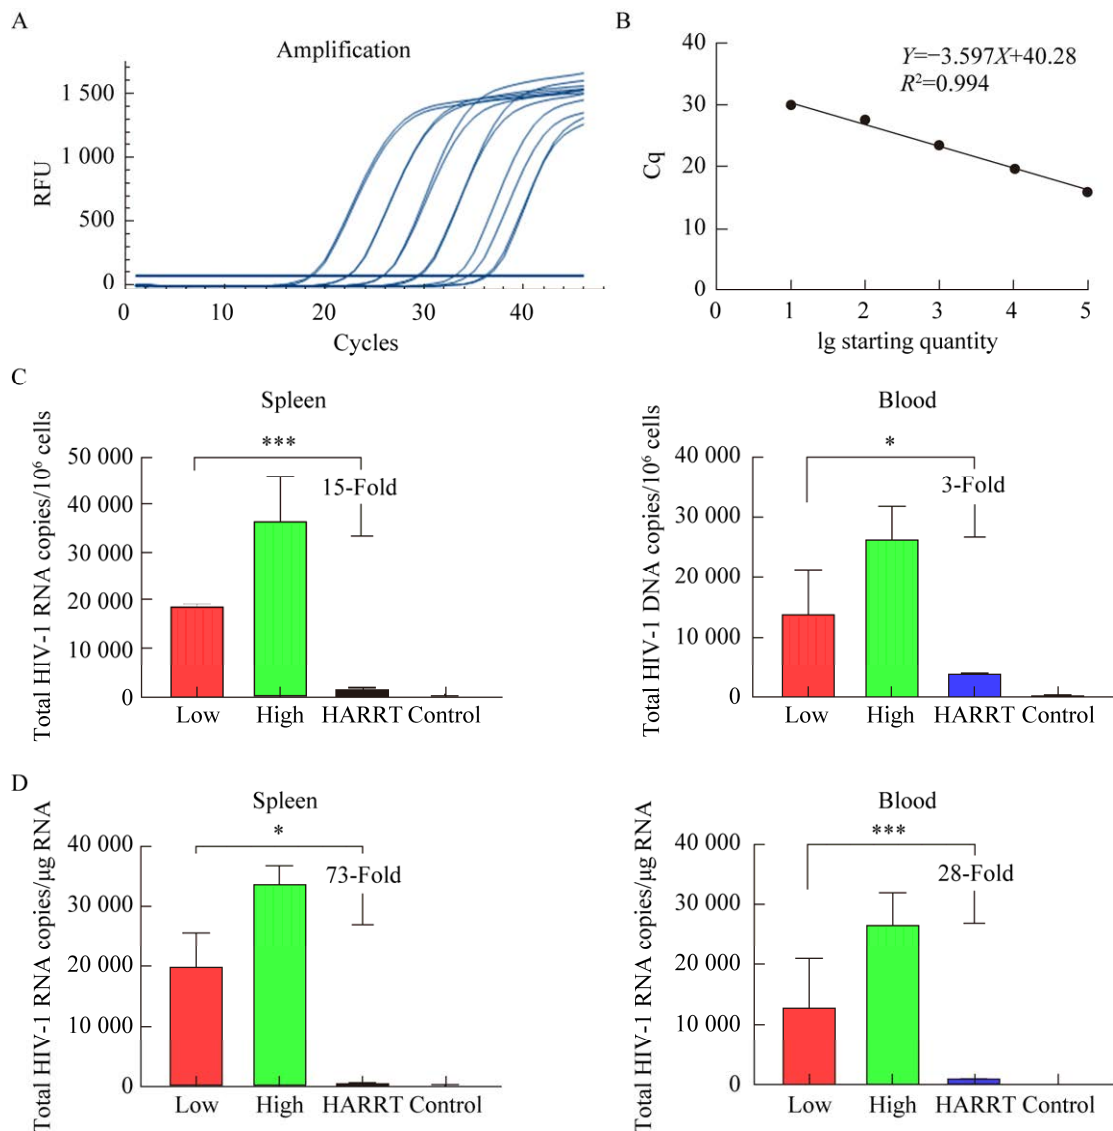 A
Amplification
RFU
1 500
1 000
500
0
0
10
20
30
40
Cycles
B
Y=−3.597X+40.28
R²=0.994
Cq
40
30
20
10
0
0
1
2
3
4
5
lg starting quantity
C
Spleen
Total HIV-1 RNA copies/10⁶ cells
50 000
40 000
30 000
20 000
10 000
0
***
15-Fold
Low
High
HARRT
Control
Blood
Total HIV-1 DNA copies/10⁶ cells
40 000
30 000
20 000
10 000
0
*
3-Fold
Low
High
HARRT
Control
D
Spleen
Total HIV-1 RNA copies/μg RNA
40 000
30 000
20 000
10 000
0
*
73-Fold
Low
High
HARRT
Control
Blood
Total HIV-1 RNA copies/μg RNA
40 000
30 000
20 000
10 000
0
***
28-Fold
Low
High
HARRT
Control